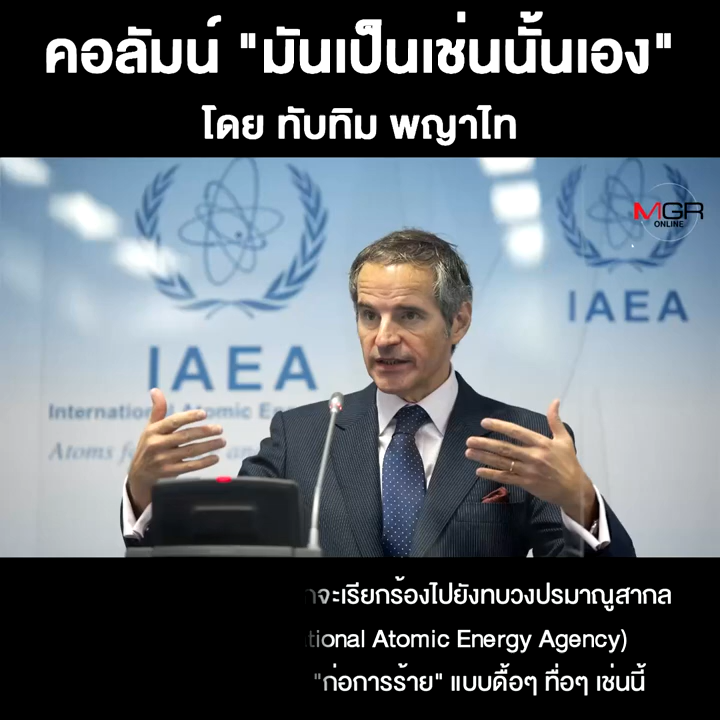 คอลัมน์ "มันเป็นเช่นนั้นเอง"
โดย ทับทิม พญาไท
MGR
ONLINE
IAEA
IAEA
International Atomic
Atoms
จะเรียกร้องไปยังทบวงปรมาณูสากล
tional Atomic Energy Agency)
"ก่อการร้าย" แบบดื้อๆ ทื่อๆ เช่นนี้